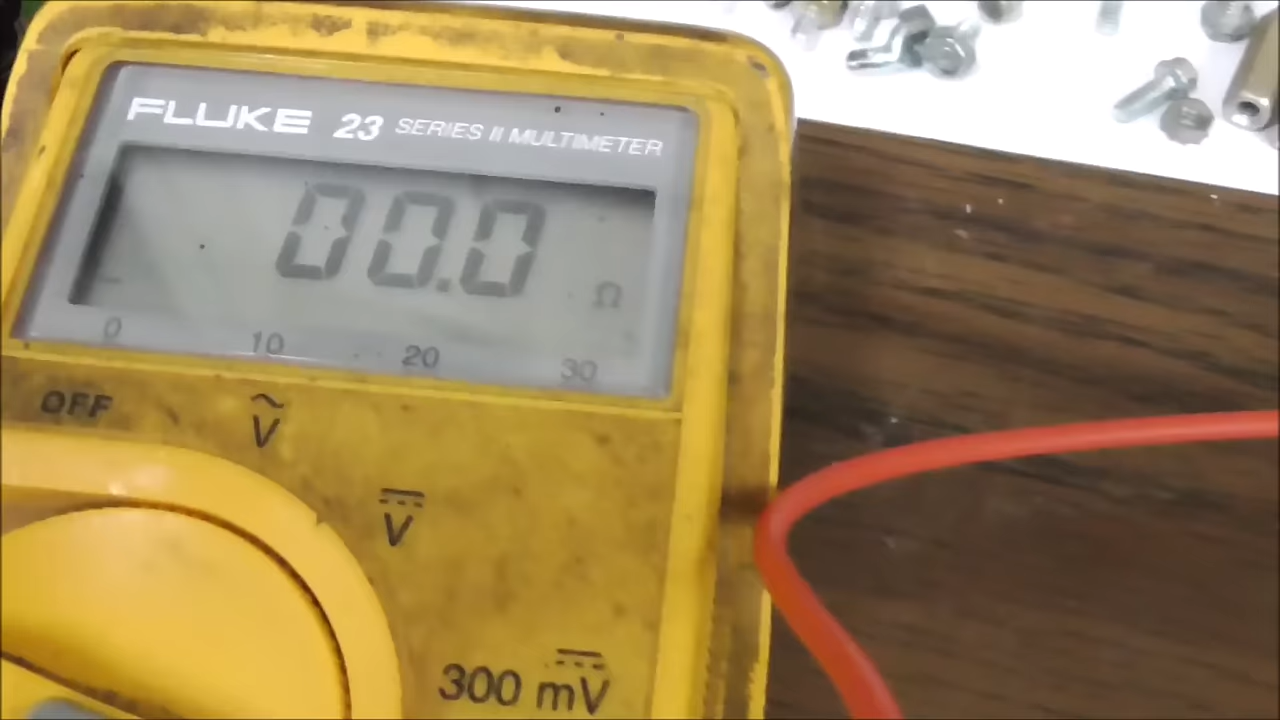 FLUKE 23 SERIES II MULTIMETER
00.0 Ω
0 10 20 30
OFF
V
V
300 mV